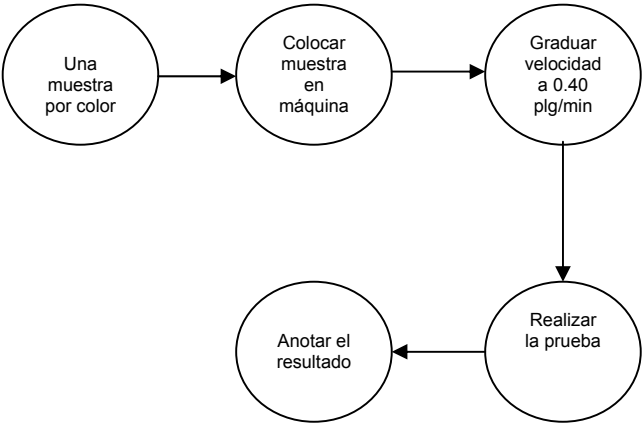 Una
muestra
por color
Colocar
muestra
en
máquina
Graduar
velocidad
a 0.40
plg/min
Realizar
la prueba
Anotar el
resultado